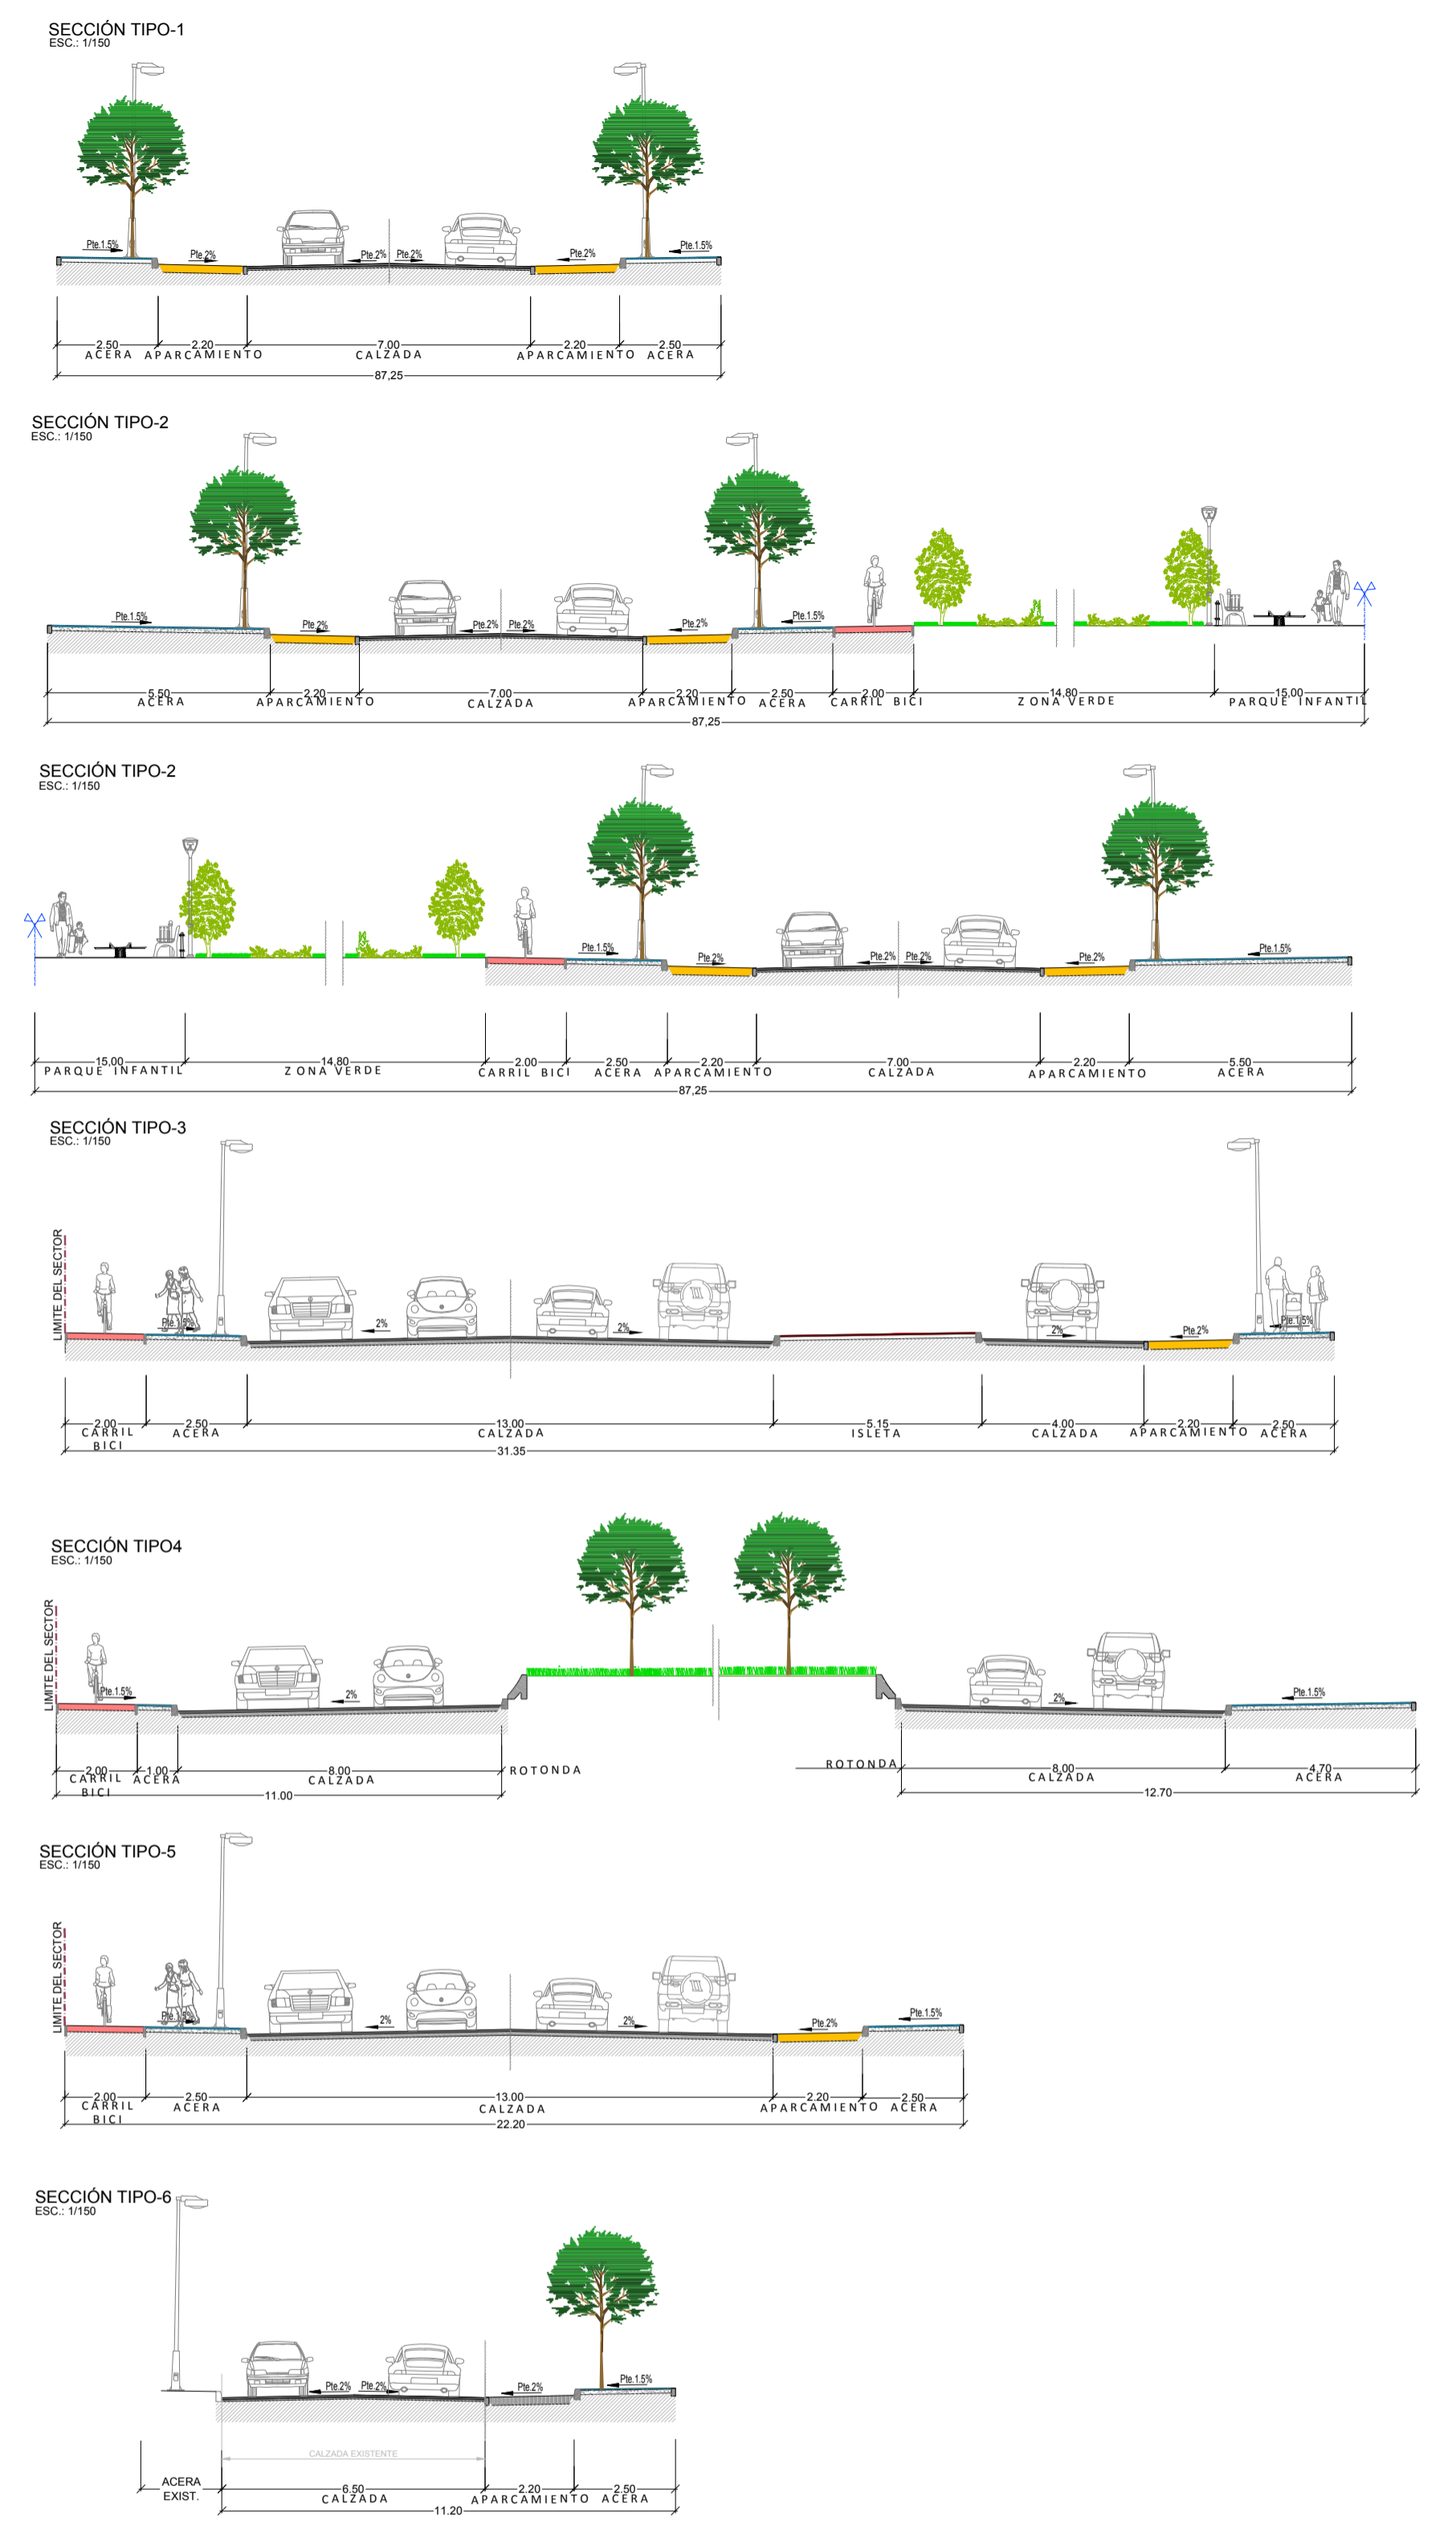 SECCIÓN TIPO-1
ESC.: 1/150
Pte.1.5% Pte.2% Pte.2% Pte.2% Pte.2% Pte.1.5%
2.50 2.20 7.00 2.20 2.50
ACERA APARCAMIENTO CALZADA APARCAMIENTO ACERA
87,25
SECCIÓN TIPO-2
ESC.: 1/150
Pte.1.5% Pte.2% Pte.2% Pte.2% Pte.2% Pte.1.5%
5.50 2.20 7.00 2.20 2.50 2.00 14,80 15,00
ACERA APARCAMIENTO CALZADA APARCAMIENTO ACERA CARRIL BICI ZONA VERDE PARQUE INFANTIL
87,25
SECCIÓN TIPO-2
ESC.: 1/150
Pte.1.5% Pte.2% Pte.2% Pte.2% Pte.2% Pte.1.5%
15,00 14,80 2.00 2.50 2.20 7.00 2.20 5.50
PARQUE INFANTIL ZONA VERDE CARRIL BICI ACERA APARCAMIENTO CALZADA APARCAMIENTO ACERA
87,25
SECCIÓN TIPO-3
ESC.: 1/150
LIMITE DEL SECTOR
Pte.1.5% 2% 2% 2% Pte.2% Pte.1.5%
2.00 2.50 13.00 5.15 4.00 2.20 2.50
CARRIL BICI ACERA CALZADA ISLETA CALZADA APARCAMIENTO ACERA
31.35
SECCIÓN TIPO4
ESC.: 1/150
LIMITE DEL SECTOR
Pte.1.5% 2% 2% Pte.1.5%
2.00 1.00 8.00 ROTONDA ROTONDA 8.00 4.70
CARRIL BICI ACERA CALZADA CALZADA ACERA
11.00 12.70
SECCIÓN TIPO-5
ESC.: 1/150
LIMITE DEL SECTOR
Pte.1.5% 2% 2% Pte.2% Pte.1.5%
2.00 2.50 13.00 2.20 2.50
CARRIL BICI ACERA CALZADA APARCAMIENTO ACERA
22.20
SECCIÓN TIPO-6
ESC.: 1/150
Pte.2% Pte.2% Pte.2% Pte.1.5%
CALZADA EXISTENTE
ACERA EXIST. 6.50 2.20 2.50
CALZADA APARCAMIENTO ACERA
11.20